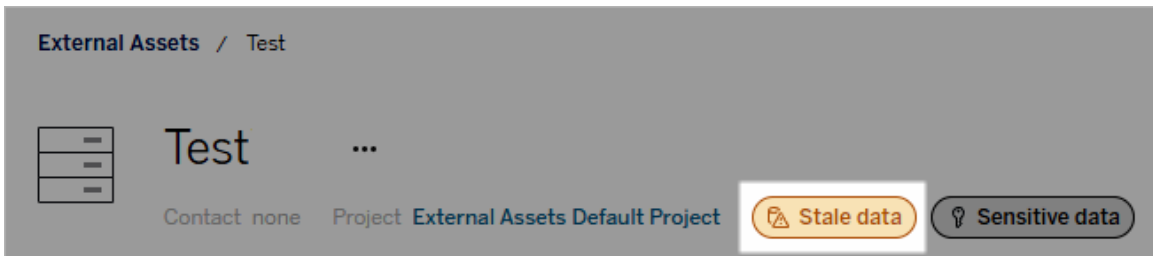 External Assets / Test
Test ...
Contact none Project External Assets Default Project Stale data Sensitive data